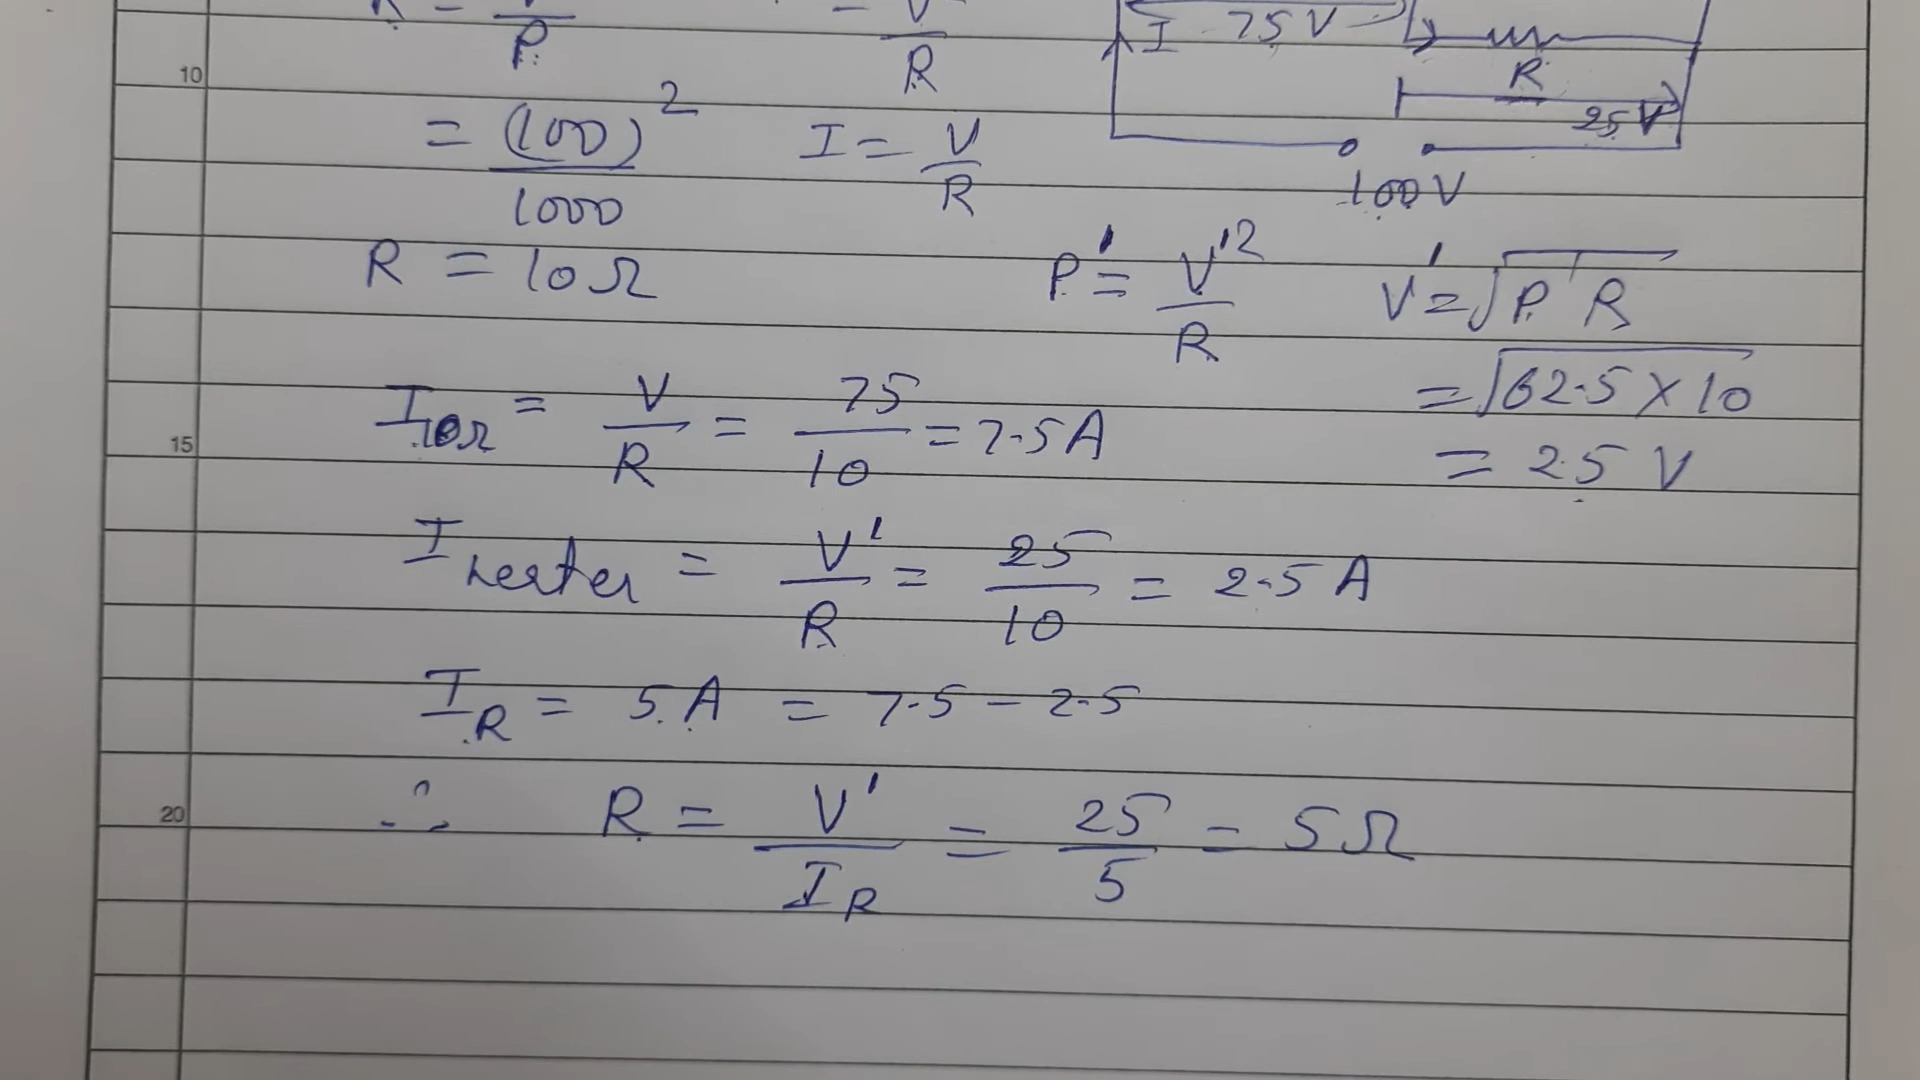 R = V / P = V / R
I 75 V
R
25 V
100 V
10
= (100)² / 1000
I = V / R
R = 10Ω
P' = V'² / R
V' = √P R
= √62.5 × 10
= 25 V
15
I10Ω = V / R = 75 / 10 = 7.5 A
Iheater = V' / R = 25 / 10 = 2.5 A
IR = 5 A = 7.5 - 2.5
20
∴ R = V' / IR = 25 / 5 = 5Ω